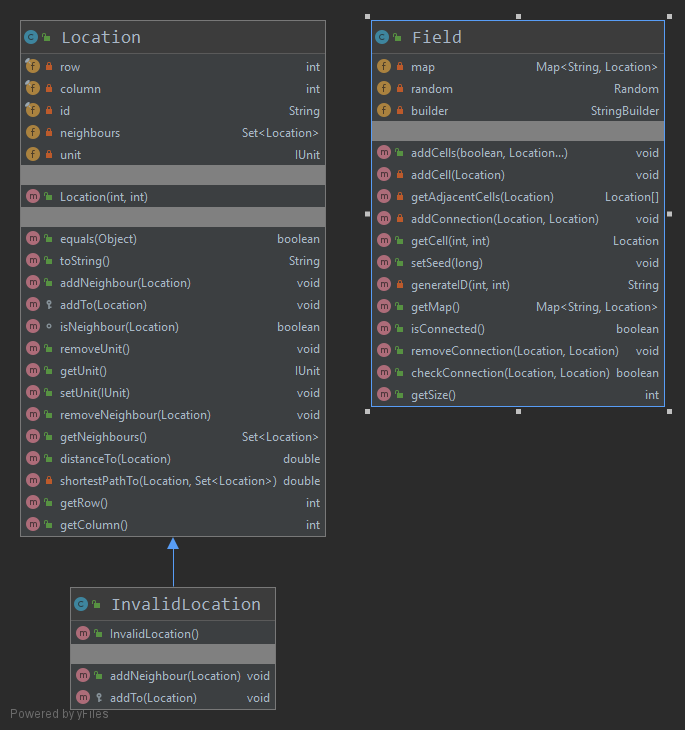 Location
row int
column int
id String
neighbours Set<Location>
unit IUnit
Location(int, int)
equals(Object) boolean
toString() String
addNeighbour(Location) void
addTo(Location) void
isNeighbour(Location) boolean
removeUnit() void
getUnit() IUnit
setUnit(IUnit) void
removeNeighbour(Location) void
getNeighbours() Set<Location>
distanceTo(Location) double
shortestPathTo(Location, Set<Location>) double
getRow() int
getColumn() int
InvalidLocation
InvalidLocation()
addNeighbour(Location) void
addTo(Location) void
Field
map Map<String, Location>
random Random
builder StringBuilder
addCells(boolean, Location...) void
addCell(Location) void
getAdjacentCells(Location) Location[]
addConnection(Location, Location) void
getCell(int, int) Location
setSeed(long) void
generateID(int, int) String
getMap() Map<String, Location>
isConnected() boolean
removeConnection(Location, Location) void
checkConnection(Location, Location) boolean
getSize() int
Powered by yFiles